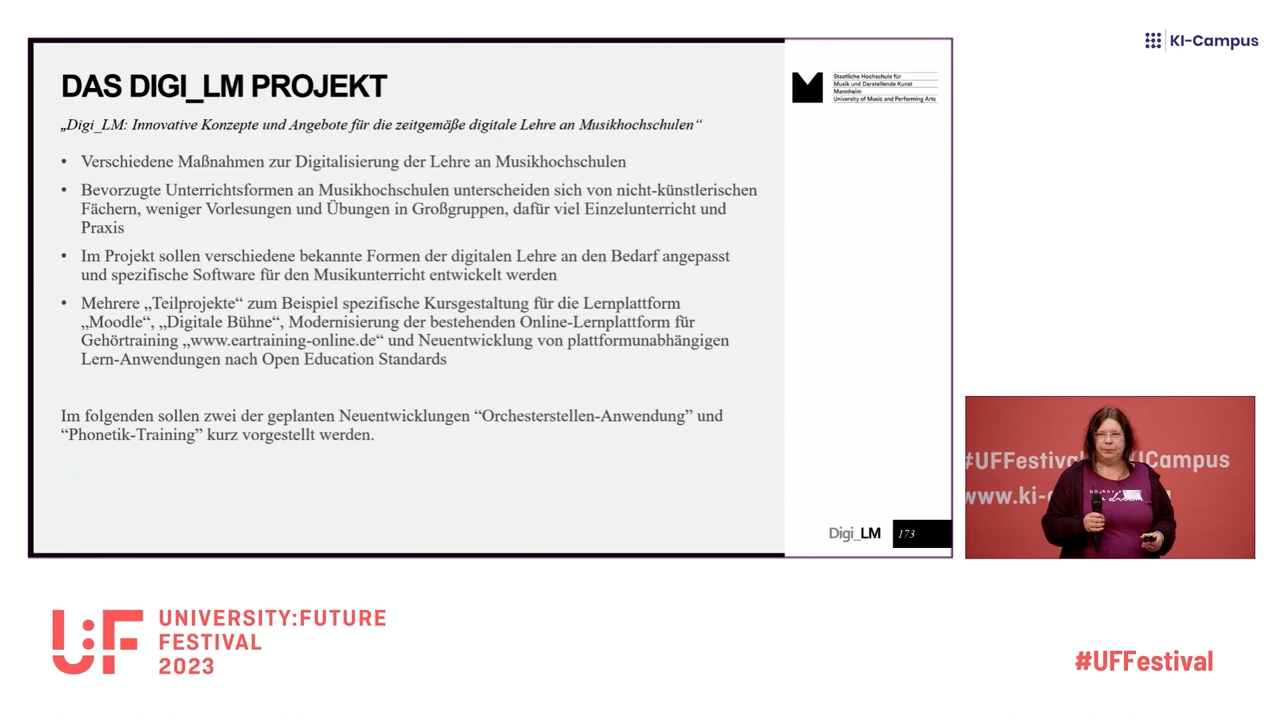 KI-Campus
DAS DIGI_LM PROJEKT
„Digi_LM: Innovative Konzepte und Angebote für die zeitgemäße digitale Lehre an Musikhochschulen“
• Verschiedene Maßnahmen zur Digitalisierung der Lehre an Musikhochschulen
• Bevorzugte Unterrichtsformen an Musikhochschulen unterscheiden sich von nicht-künstlerischen
Fächern, weniger Vorlesungen und Übungen in Großgruppen, dafür viel Einzelunterricht und
Praxis
• Im Projekt sollen verschiedene bekannte Formen der digitalen Lehre an den Bedarf angepasst
und spezifische Software für den Musikunterricht entwickelt werden
• Mehrere „Teilprojekte“ zum Beispiel spezifische Kursgestaltung für die Lernplattform
„Moodle“, „Digitale Bühne“, Modernisierung der bestehenden Online-Lernplattform für
Gehörtraining „www.eartraining-online.de“ und Neuentwicklung von plattformunabhängigen
Lern-Anwendungen nach Open Education Standards
Im folgenden sollen zwei der geplanten Neuentwicklungen “Orchesterstellen-Anwendung” und
“Phonetik-Training” kurz vorgestellt werden.
Staatliche Hochschule für
Musik und Darstellende Kunst
Mannheim
University of Music and Performing Arts
Digi_LM 173
#UFFestival KICampus
www.ki-
U:F
UNIVERSITY:FUTURE
FESTIVAL
2023
#UFFestival